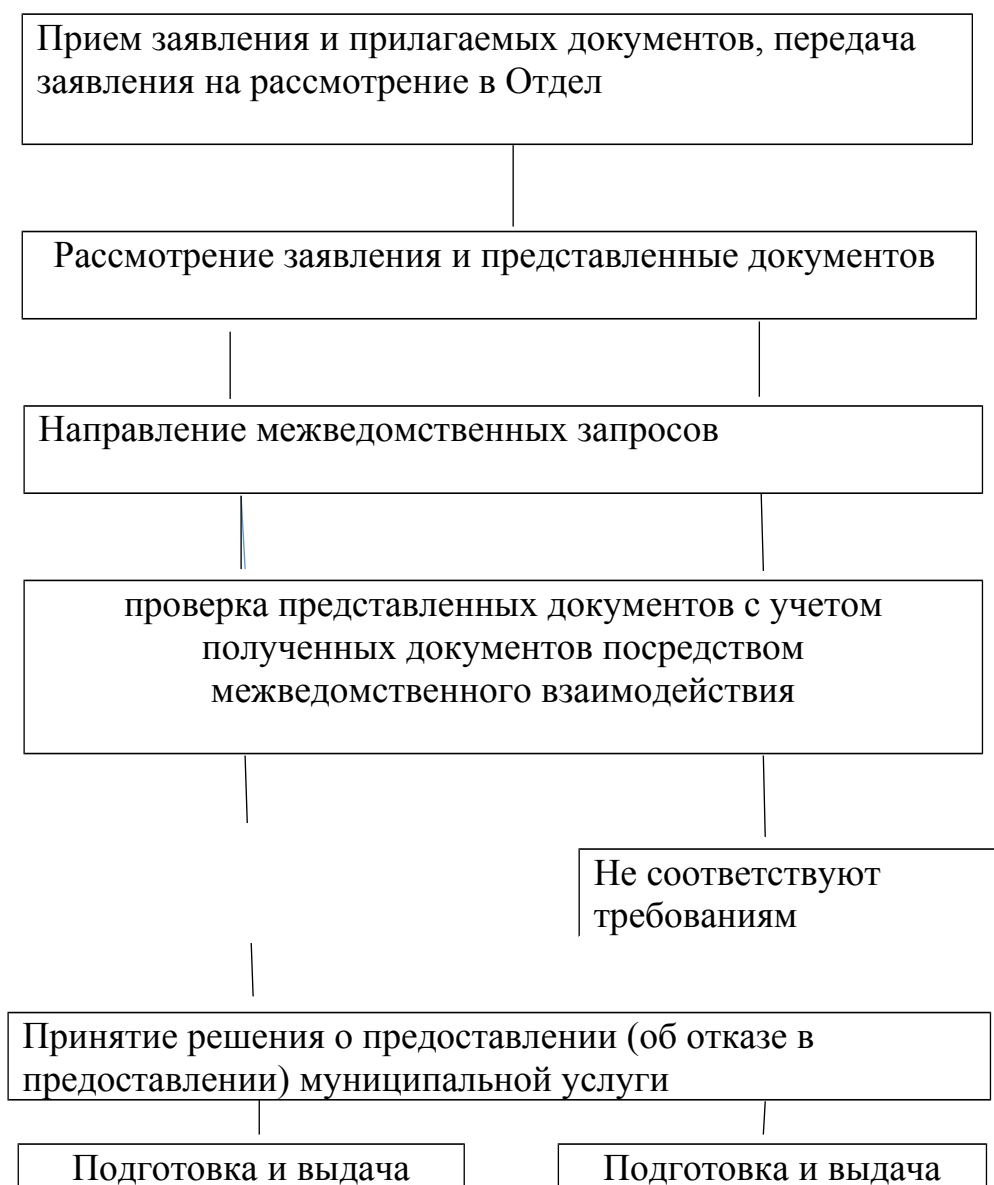 Прием заявления и прилагаемых документов, передача
заявления на рассмотрение в Отдел
Рассмотрение заявления и представленные документов
Направление межведомственных запросов
проверка представленных документов с учетом
полученных документов посредством
межведомственного взаимодействия
Не соответствуют
требованиям
Принятие решения о предоставлении (об отказе в
предоставлении) муниципальной услуги
Подготовка и выдача
Подготовка и выдача